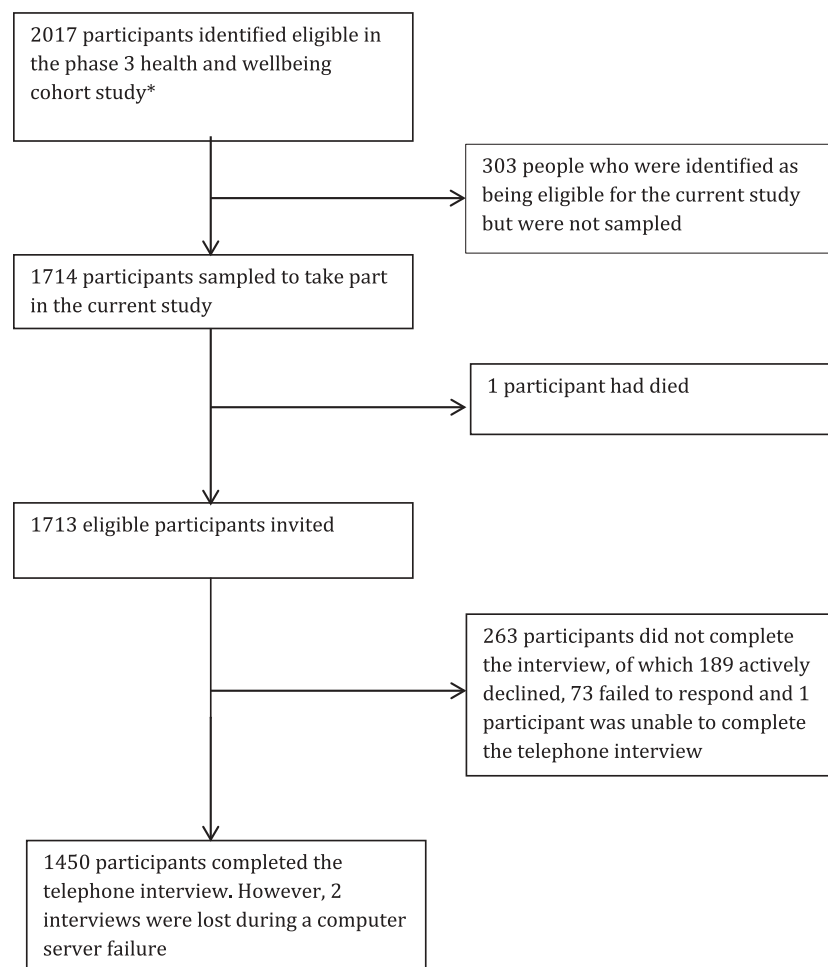 2017 participants identified eligible in
the phase 3 health and wellbeing
cohort study*
303 people who were identified as
being eligible for the current study
but were not sampled
1714 participants sampled to take part
in the current study
1 participant had died
1713 eligible participants invited
263 participants did not complete
the interview, of which 189 actively
declined, 73 failed to respond and 1
participant was unable to complete
the telephone interview
1450 participants completed the
telephone interview. However, 2
interviews were lost during a computer
server failure